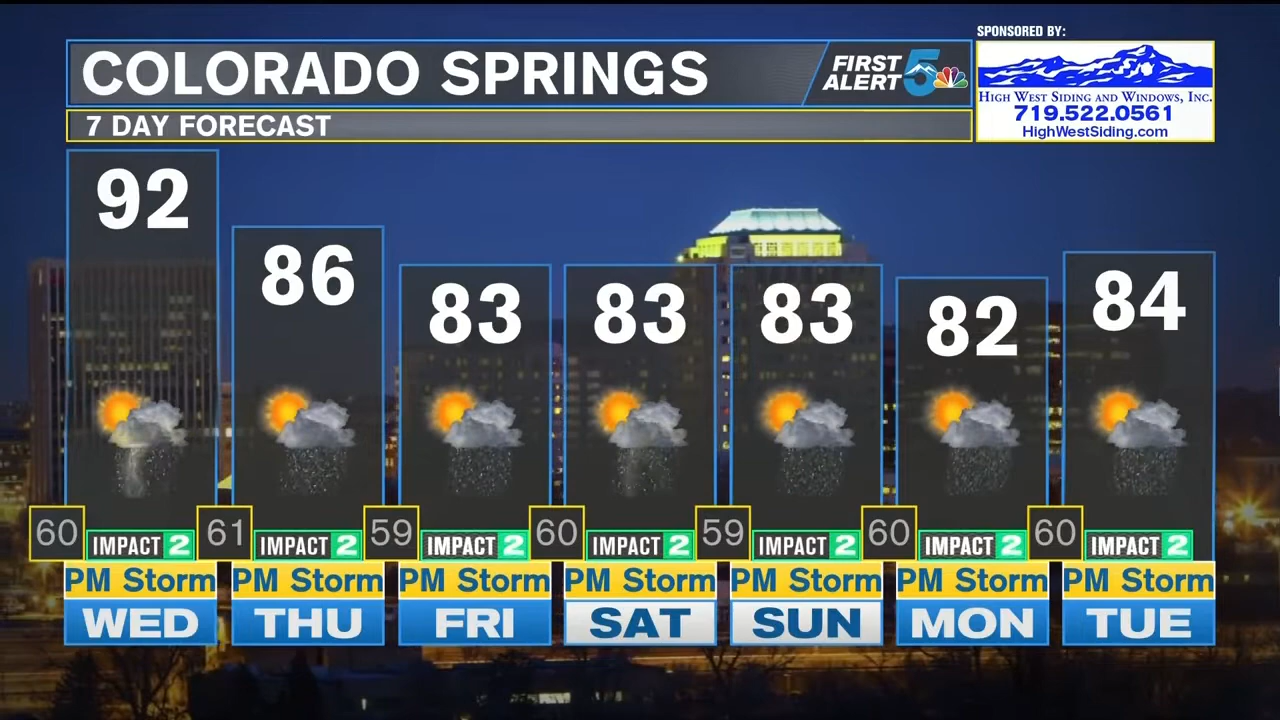 SPONSORED BY:
COLORADO SPRINGS
FIRST
ALERT 5
HIGH WEST SIDING AND WINDOWS, INC.
719.522.0561
HighWestSiding.com
7 DAY FORECAST
92
86
83
83
83
82
84
60 IMPACT 2
61 IMPACT 2
59 IMPACT 2
60 IMPACT 2
59 IMPACT 2
60 IMPACT 2
60 IMPACT 2
PM Storm
PM Storm
PM Storm
PM Storm
PM Storm
PM Storm
PM Storm
WED
THU
FRI
SAT
SUN
MON
TUE